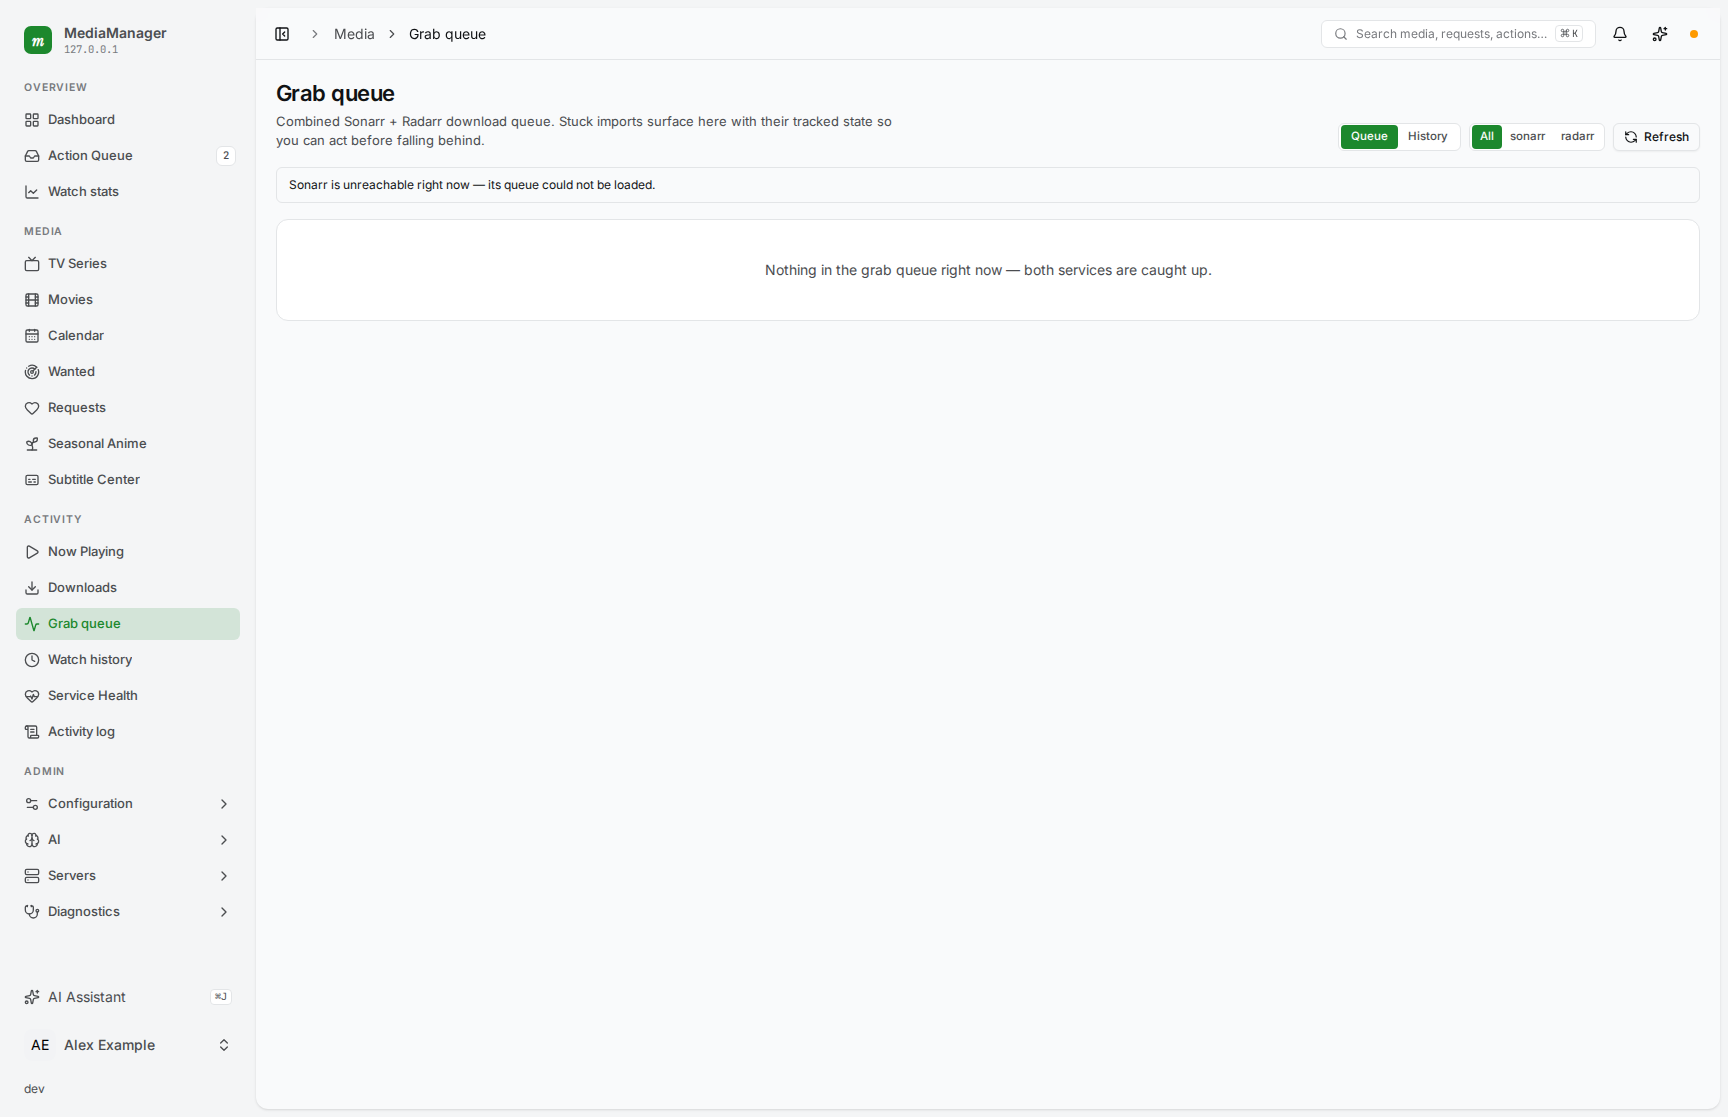 MediaManager
127.0.0.1
OVERVIEW
Dashboard
Action Queue 2
Watch stats
MEDIA
TV Series
Movies
Calendar
Wanted
Requests
Seasonal Anime
Subtitle Center
ACTIVITY
Now Playing
Downloads
Grab queue
Watch history
Service Health
Activity log
ADMIN
Configuration
AI
Servers
Diagnostics
AI Assistant ⌘J
AE Alex Example
dev
Media Grab queue
Search media, requests, actions... ⌘ K
Grab queue
Combined Sonarr + Radarr download queue. Stuck imports surface here with their tracked state so
you can act before falling behind.
Queue History All sonarr radarr Refresh
Sonarr is unreachable right now — its queue could not be loaded.
Nothing in the grab queue right now — both services are caught up.